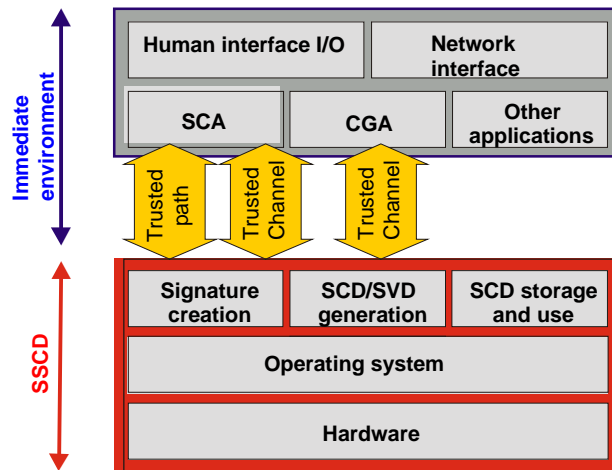 Immediate
environment
Human interface I/O
Network
interface
SCA
CGA
Other
applications
Trusted
path
Trusted
Channel
Trusted
Channel
SSCD
Signature
creation
SCD/SVD
generation
SCD storage
and use
Operating system
Hardware